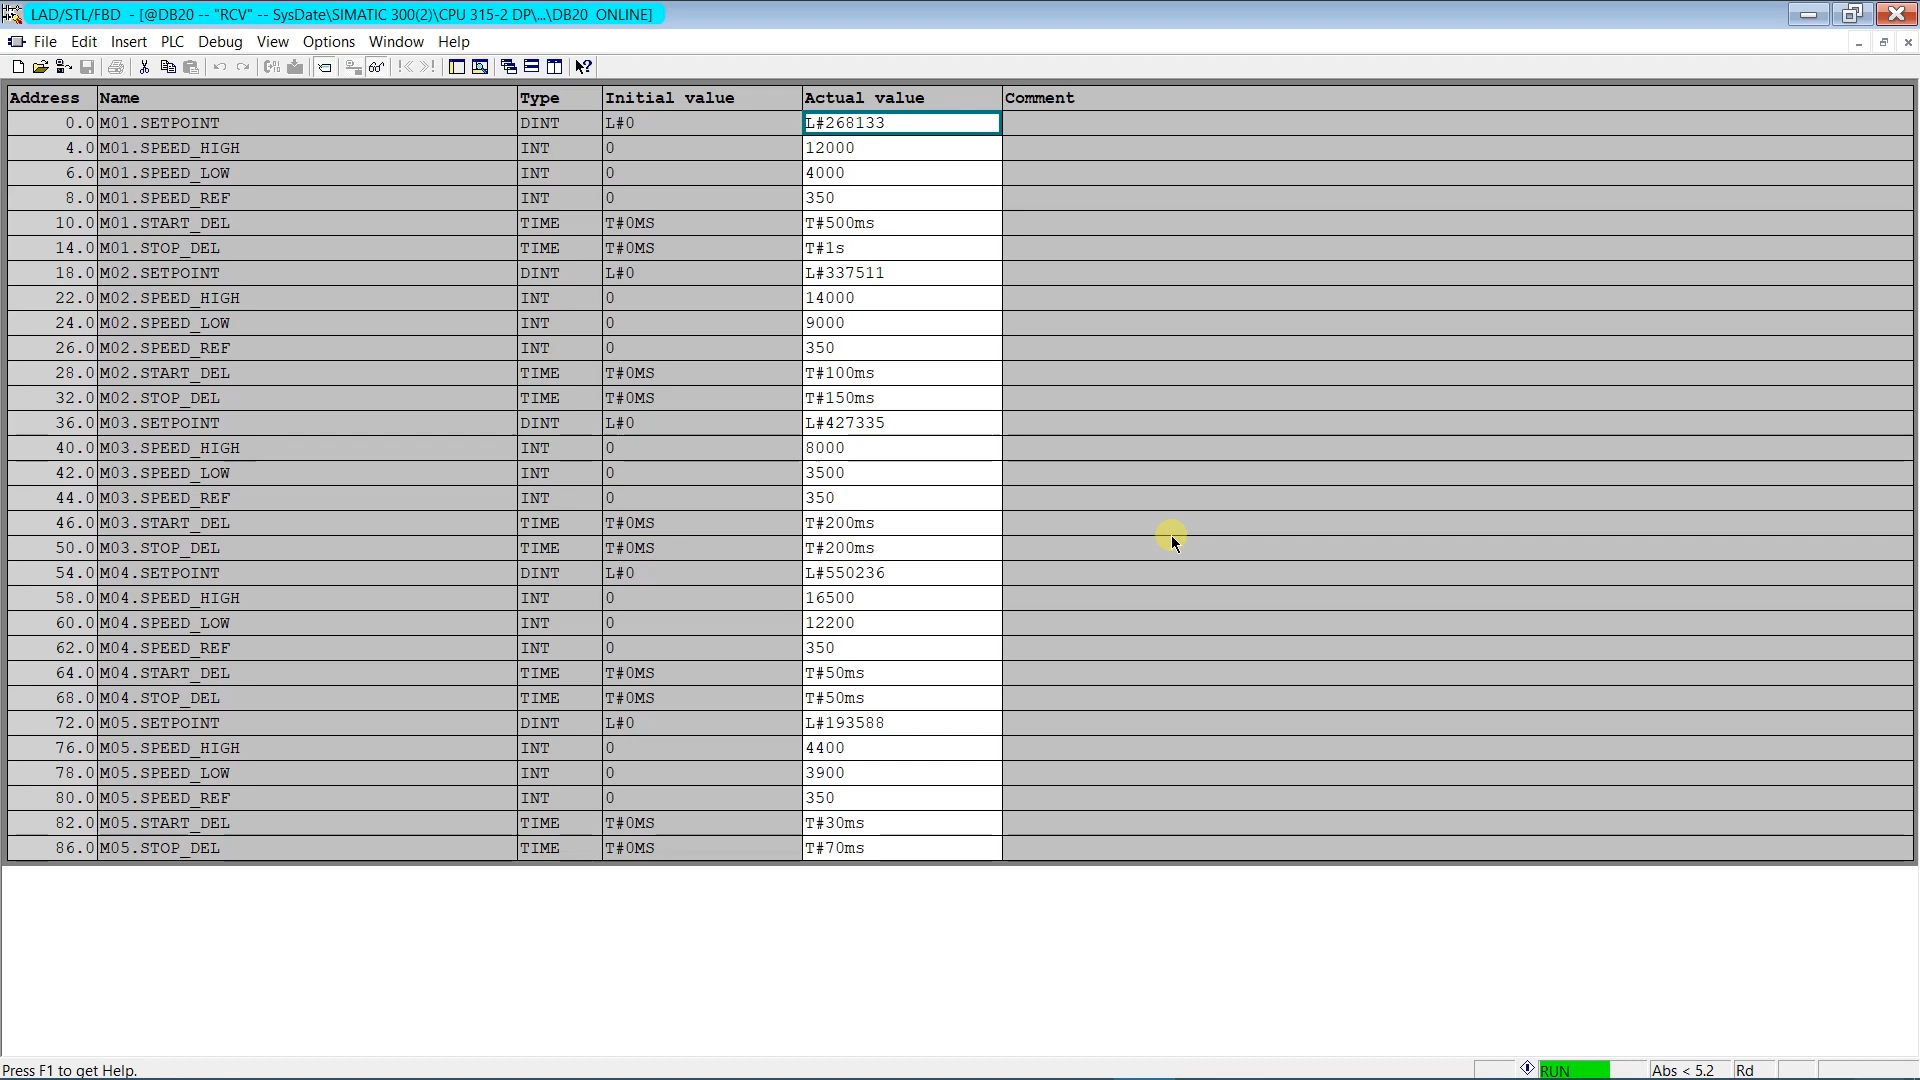 LAD/STL/FBD - [@DB20 -- "RCV" -- SysDate\SIMATIC 300(2)\CPU 315-2 DP\...\DB20 ONLINE]
File Edit Insert PLC Debug View Options Window Help
Address Name Type Initial value Actual value Comment
0.0 M01.SETPOINT DINT L#0 L#268133
4.0 M01.SPEED_HIGH INT 0 12000
6.0 M01.SPEED_LOW INT 0 4000
8.0 M01.SPEED_REF INT 0 350
10.0 M01.START_DEL TIME T#0MS T#500ms
14.0 M01.STOP_DEL TIME T#0MS T#1s
18.0 M02.SETPOINT DINT L#0 L#337511
22.0 M02.SPEED_HIGH INT 0 14000
24.0 M02.SPEED_LOW INT 0 9000
26.0 M02.SPEED_REF INT 0 350
28.0 M02.START_DEL TIME T#0MS T#100ms
32.0 M02.STOP_DEL TIME T#0MS T#150ms
36.0 M03.SETPOINT DINT L#0 L#427335
40.0 M03.SPEED_HIGH INT 0 8000
42.0 M03.SPEED_LOW INT 0 3500
44.0 M03.SPEED_REF INT 0 350
46.0 M03.START_DEL TIME T#0MS T#200ms
50.0 M03.STOP_DEL TIME T#0MS T#200ms
54.0 M04.SETPOINT DINT L#0 L#550236
58.0 M04.SPEED_HIGH INT 0 16500
60.0 M04.SPEED_LOW INT 0 12200
62.0 M04.SPEED_REF INT 0 350
64.0 M04.START_DEL TIME T#0MS T#50ms
68.0 M04.STOP_DEL TIME T#0MS T#50ms
72.0 M05.SETPOINT DINT L#0 L#193588
76.0 M05.SPEED_HIGH INT 0 4400
78.0 M05.SPEED_LOW INT 0 3900
80.0 M05.SPEED_REF INT 0 350
82.0 M05.START_DEL TIME T#0MS T#30ms
86.0 M05.STOP_DEL TIME T#0MS T#70ms
Press F1 to get Help. RUN Abs < 5.2 Rd